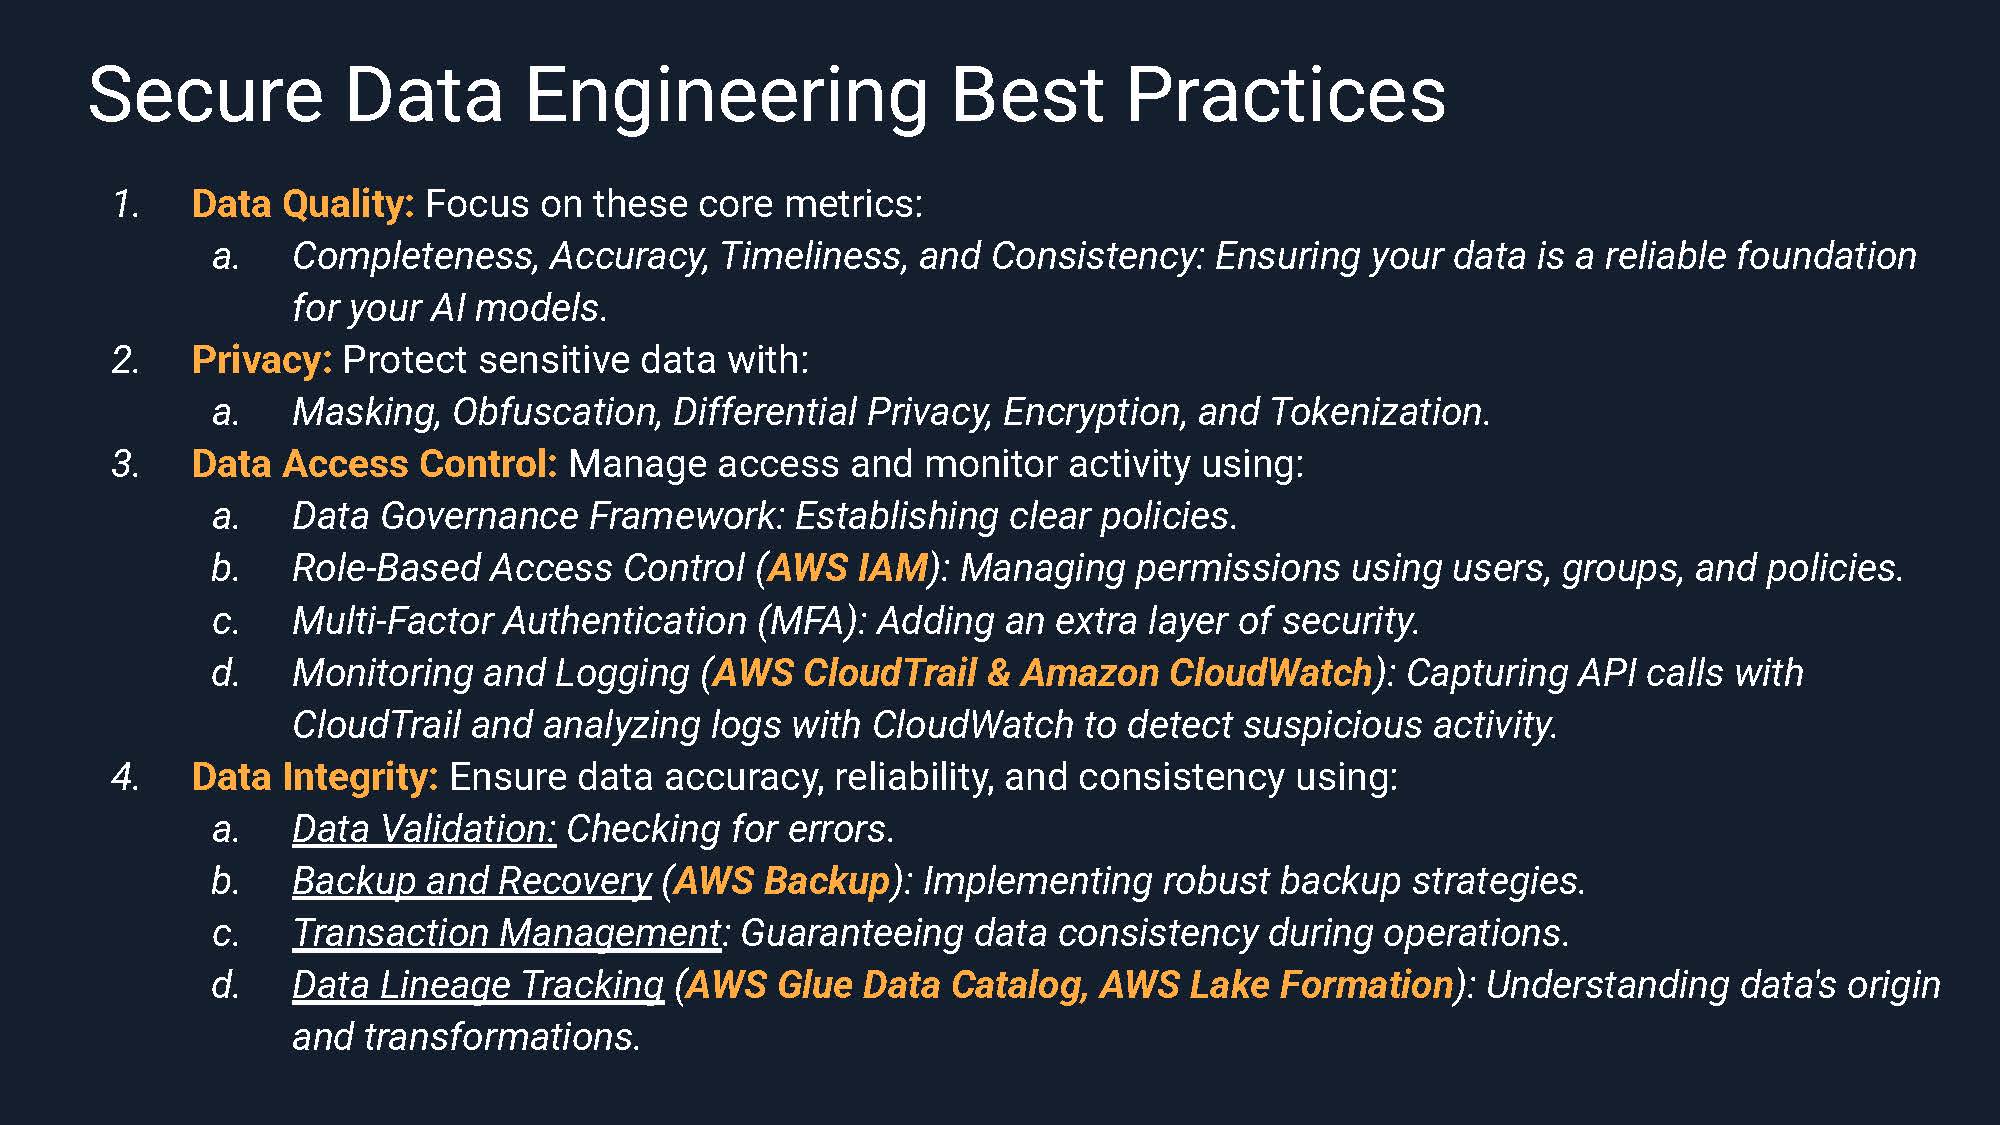 Secure Data Engineering Best Practices
1. Data Quality: Focus on these core metrics:
a. Completeness, Accuracy, Timeliness, and Consistency: Ensuring your data is a reliable foundation
for your AI models.
2. Privacy: Protect sensitive data with:
a. Masking, Obfuscation, Differential Privacy, Encryption, and Tokenization.
3. Data Access Control: Manage access and monitor activity using:
a. Data Governance Framework: Establishing clear policies.
b. Role-Based Access Control (AWS IAM): Managing permissions using users, groups, and policies.
c. Multi-Factor Authentication (MFA): Adding an extra layer of security.
d. Monitoring and Logging (AWS CloudTrail & Amazon CloudWatch): Capturing API calls with
CloudTrail and analyzing logs with CloudWatch to detect suspicious activity.
4. Data Integrity: Ensure data accuracy, reliability, and consistency using:
a. Data Validation: Checking for errors.
b. Backup and Recovery (AWS Backup): Implementing robust backup strategies.
c. Transaction Management: Guaranteeing data consistency during operations.
d. Data Lineage Tracking (AWS Glue Data Catalog, AWS Lake Formation): Understanding data's origin
and transformations.